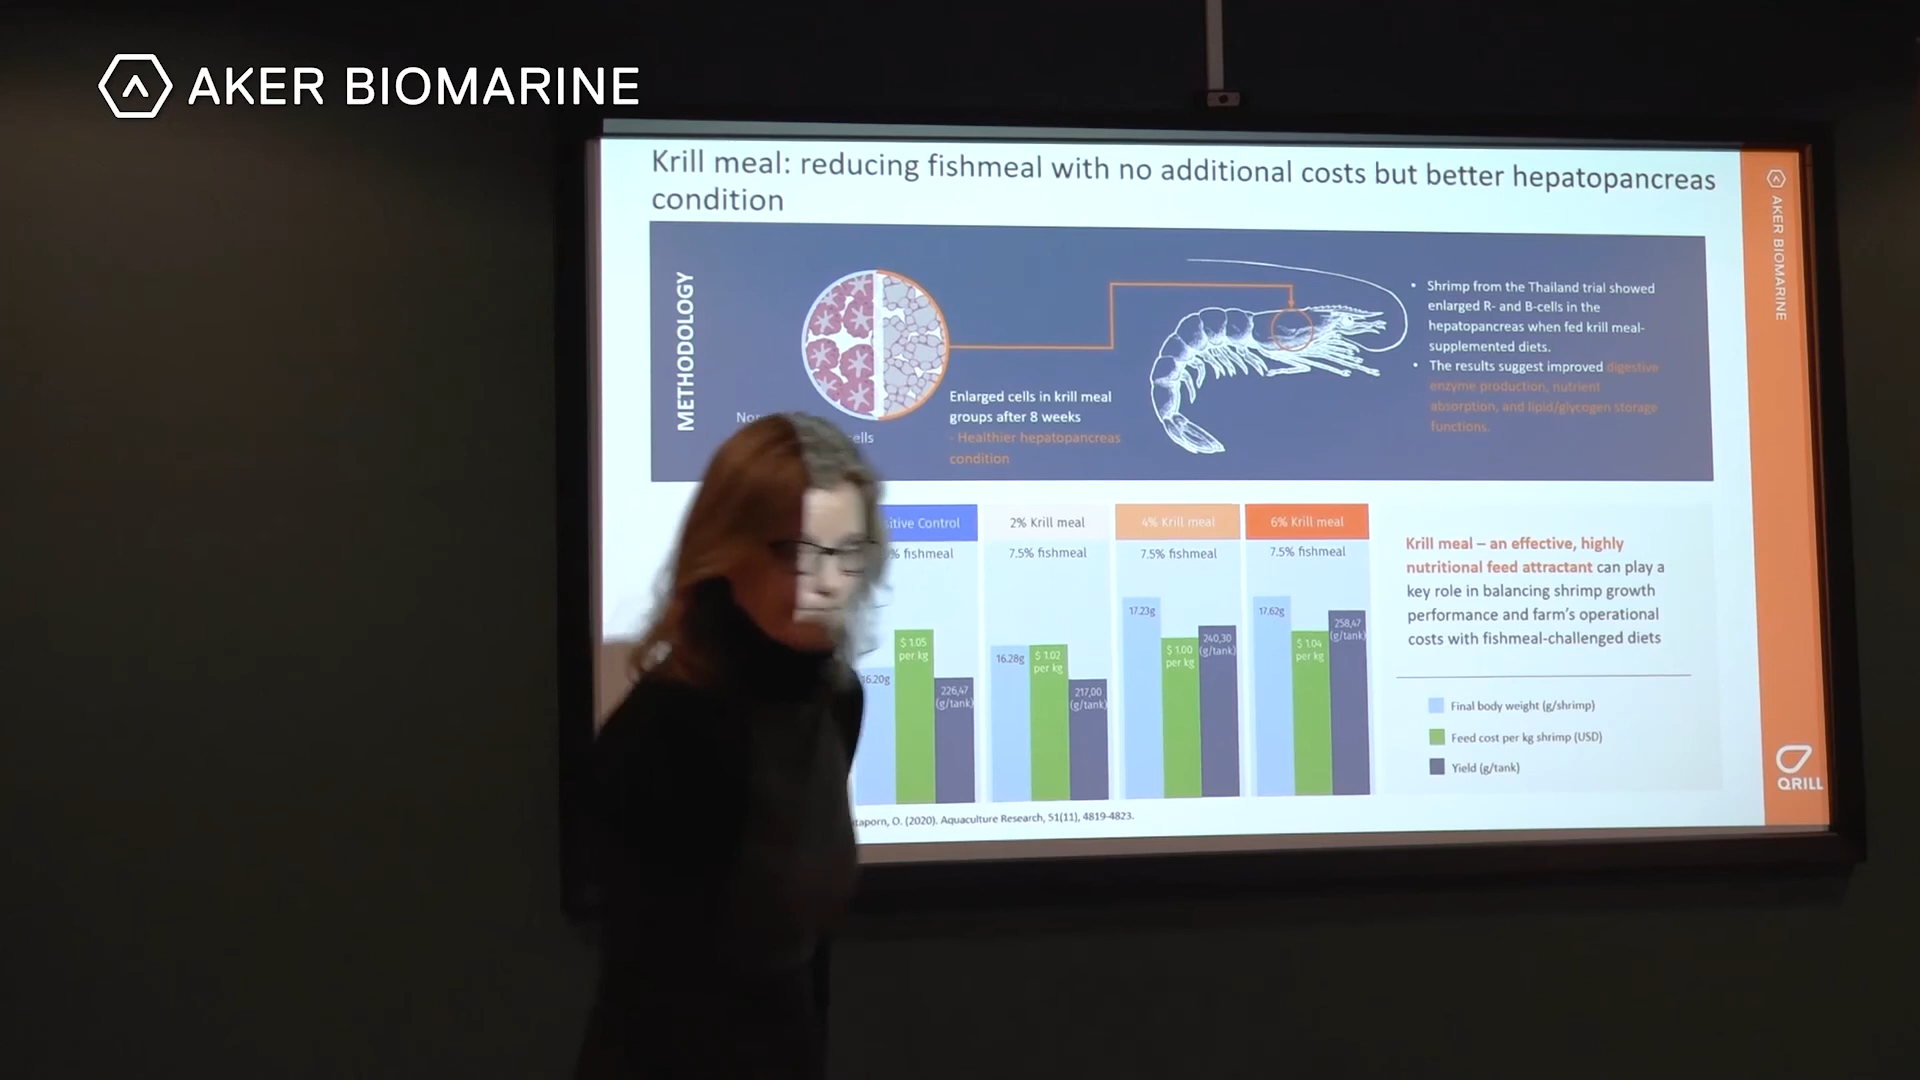 AKER BIOMARINE
Krill meal: reducing fishmeal with no additional costs but better hepatopancreas
condition
METHODOLOGY
Enlarged cells in krill meal
groups after 8 weeks
- Healthier hepatopancreas
condition
• Shrimp from the Thailand trial showed
enlarged R- and B-cells in the
hepatopancreas when fed krill meal-
supplemented diets.
• The results suggest improved digestive
enzyme production, nutrient
absorption, and lipid/glycogen storage
functions.
Control
% fishmeal
16.20g
$ 1.05
per kg
226,47
(g/tank)
2% Krill meal
7.5% fishmeal
16.28g
$ 1.02
per kg
217,00
(g/tank)
4% Krill meal
7.5% fishmeal
17.23g
$ 1.00
per kg
240,30
(g/tank)
6% Krill meal
7.5% fishmeal
17.62g
$ 1.04
per kg
258,47
(g/tank)
Krill meal – an effective, highly
nutritional feed attractant can play a
key role in balancing shrimp growth
performance and farm's operational
costs with fishmeal-challenged diets
Final body weight (g/shrimp)
Feed cost per kg shrimp (USD)
Yield (g/tank)
O. (2020). Aquaculture Research, 51(11), 4819-4823.
AKER BIOMARINE
QRILL